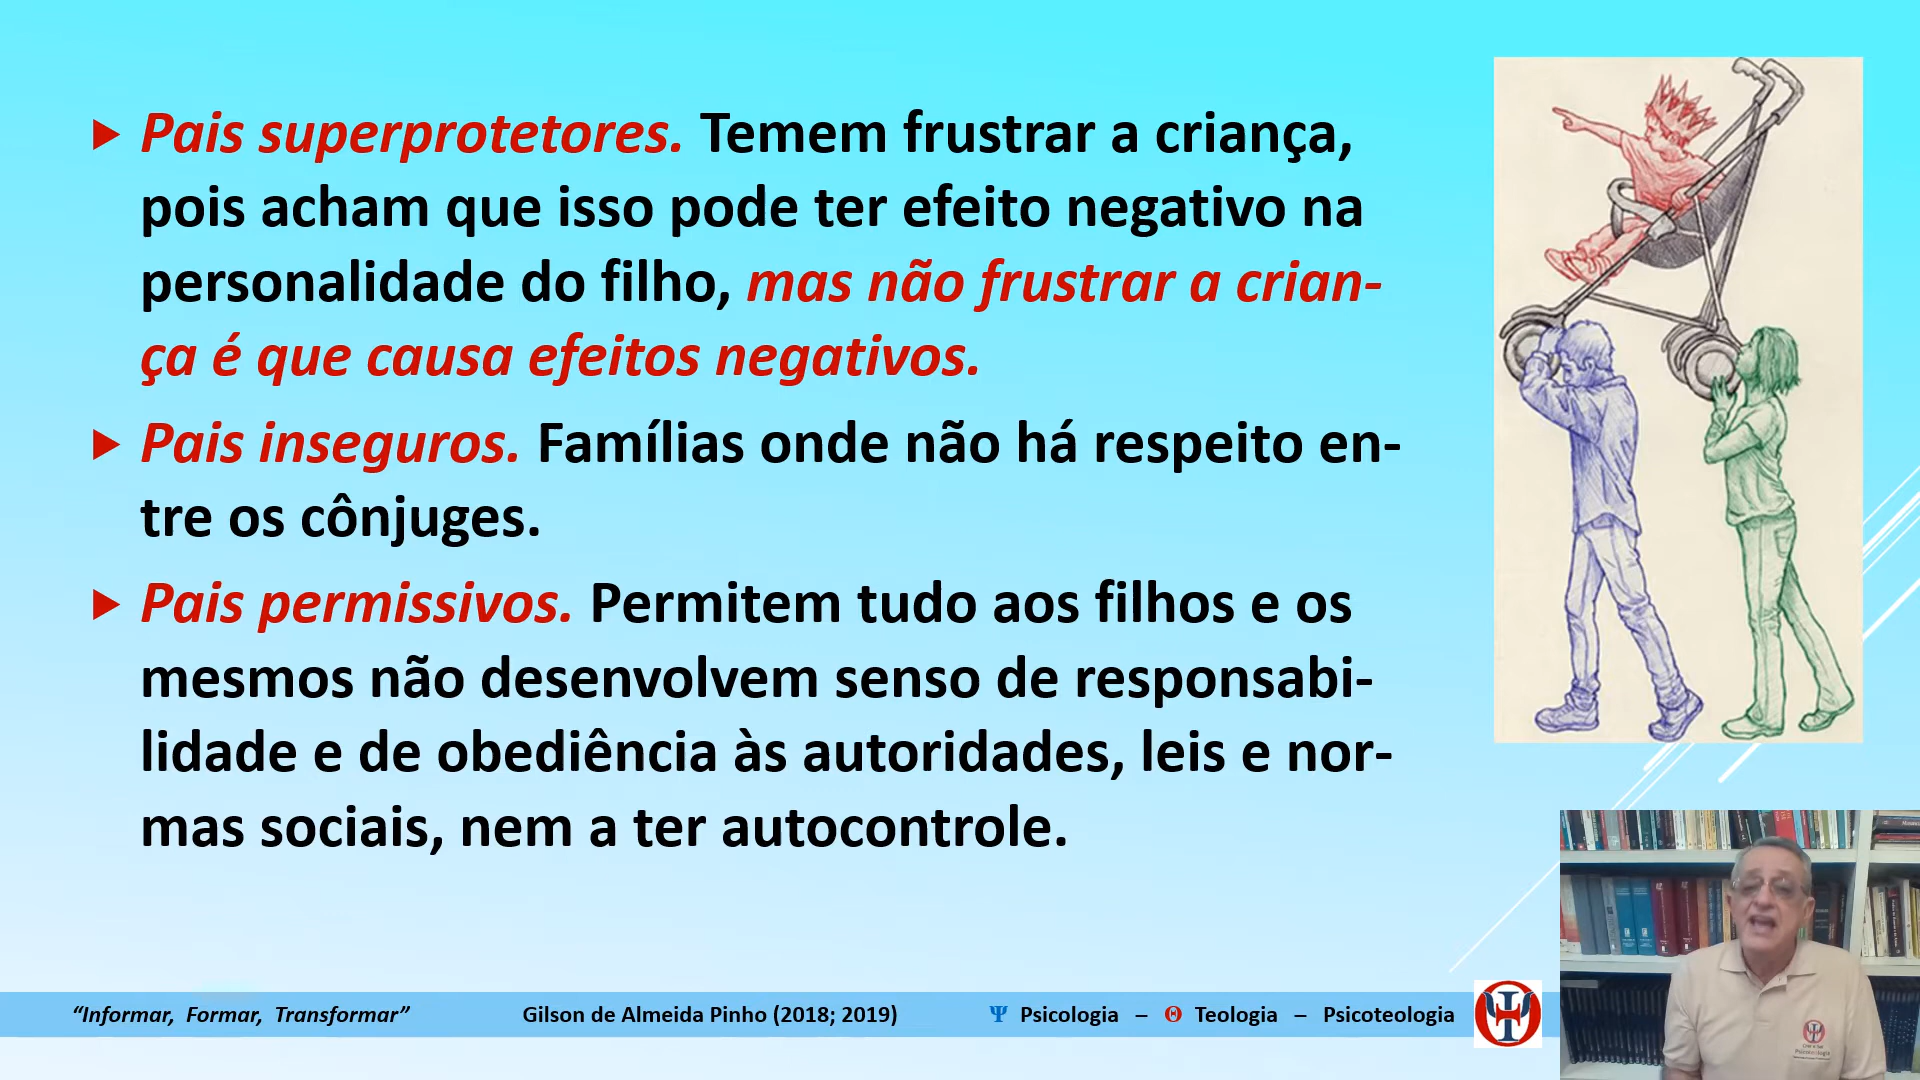 Pais superprotetores. Temem frustrar a criança,
pois acham que isso pode ter efeito negativo na
personalidade do filho, mas não frustrar a crian-
ça é que causa efeitos negativos.
Pais inseguros. Famílias onde não há respeito en-
tre os cônjuges.
Pais permissivos. Permitem tudo aos filhos e os
mesmos não desenvolvem senso de responsabi-
lidade e de obediência às autoridades, leis e nor-
mas sociais, nem a ter autocontrole.
“Informar, Formar, Transformar” Gilson de Almeida Pinho (2018; 2019) Ψ Psicologia – Θ Teologia – Psicoteologia